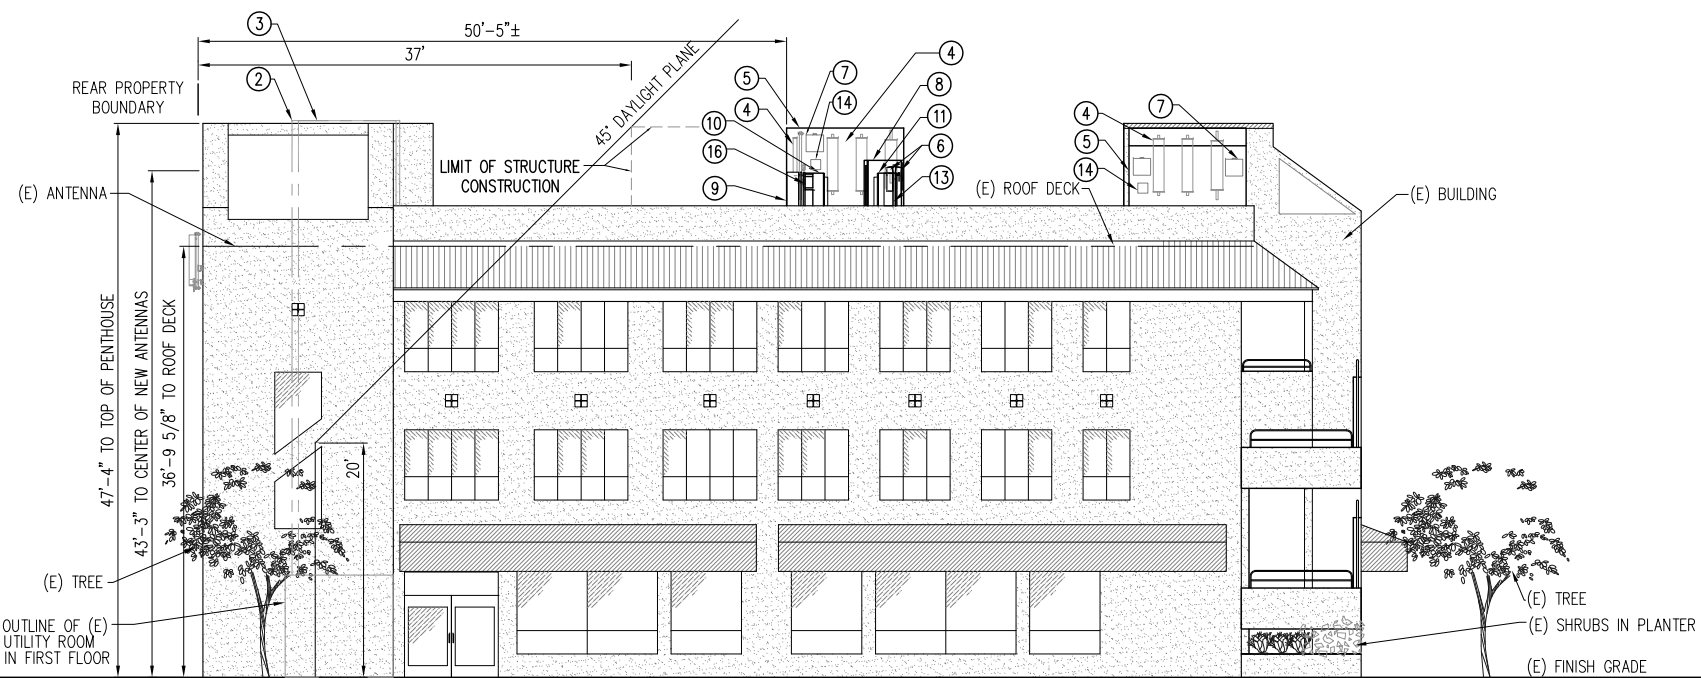 3
50'-5"±
37'
REAR PROPERTY
BOUNDARY
2
45° DAYLIGHT PLANE
LIMIT OF STRUCTURE
CONSTRUCTION
5
7
4
4
14
8
10
11
16
6
9
13
4
7
5
14
(E) ROOF DECK
(E) BUILDING
(E) ANTENNA
47'-4" TO TOP OF PENTHOUSE
43'-3" TO CENTER OF NEW ANTENNAS
36'-9 5/8" TO ROOF DECK
20'
(E) TREE
OUTLINE OF (E)
UTILITY ROOM
IN FIRST FLOOR
(E) TREE
(E) SHRUBS IN PLANTER
(E) FINISH GRADE